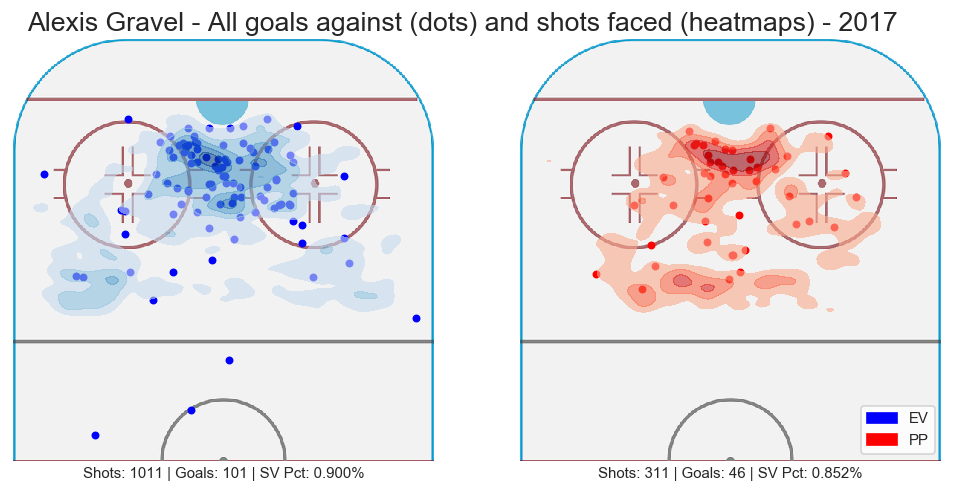 Alexis Gravel - All goals against (dots) and shots faced (heatmaps) - 2017
EV
PP
Shots: 1011 | Goals: 101 | SV Pct: 0.900%
Shots: 311 | Goals: 46 | SV Pct: 0.852%